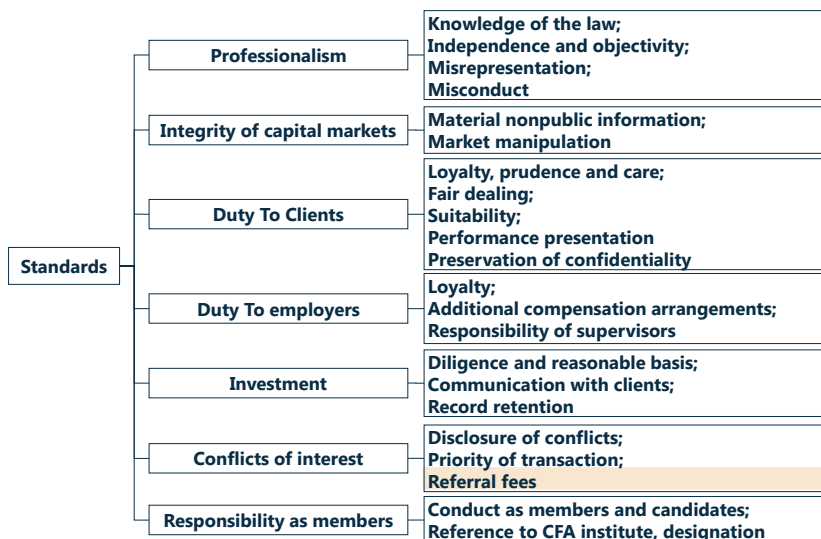 Standards
Professionalism
Knowledge of the law;
Independence and objectivity;
Misrepresentation;
Misconduct
Integrity of capital markets
Material nonpublic information;
Market manipulation
Duty To Clients
Loyalty, prudence and care;
Fair dealing;
Suitability;
Performance presentation
Preservation of confidentiality
Duty To employers
Loyalty;
Additional compensation arrangements;
Responsibility of supervisors
Investment
Diligence and reasonable basis;
Communication with clients;
Record retention
Conflicts of interest
Disclosure of conflicts;
Priority of transaction;
Referral fees
Responsibility as members
Conduct as members and candidates;
Reference to CFA institute, designation